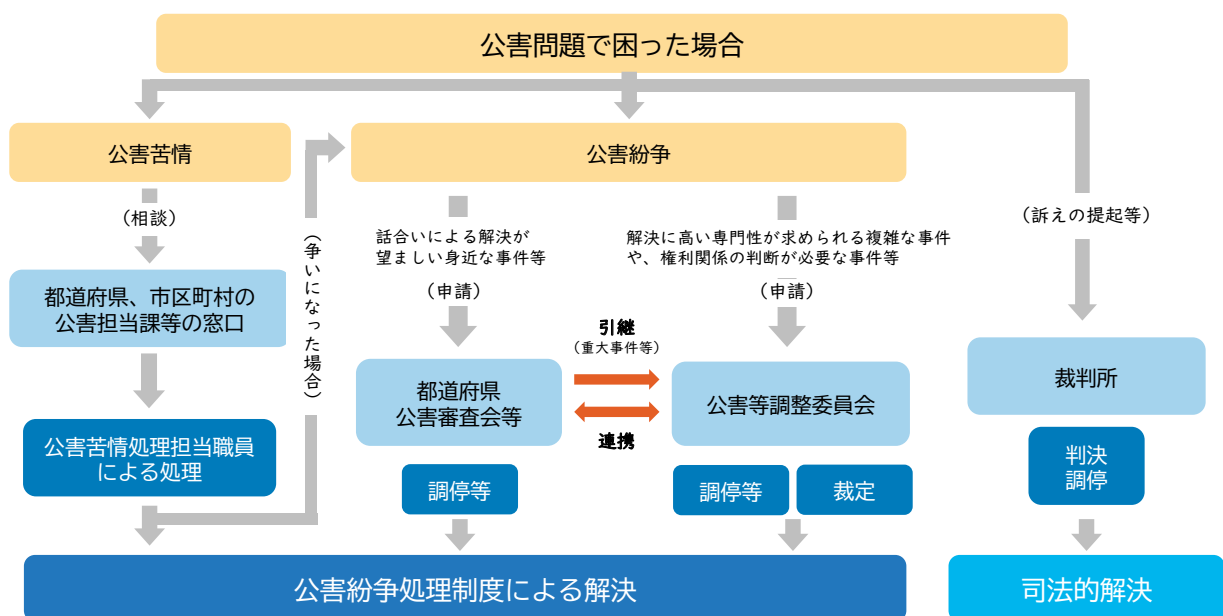 公害問題で困った場合
公害苦情
公害紛争
（相談）
（争いになった場合）
話合いによる解決が
望ましい身近な事件等
（申請）
解決に高い専門性が求められる複雑な事件
や、権利関係の判断が必要な事件等
（申請）
（訴えの提起等）
都道府県、市区町村の
公害担当課等の窓口
引継
（重大事件等）
都道府県
公害審査会等
公害等調整委員会
連携
裁判所
公害苦情処理担当職員
による処理
調停等
調停等
裁定
判決
調停
公害紛争処理制度による解決
司法的解決